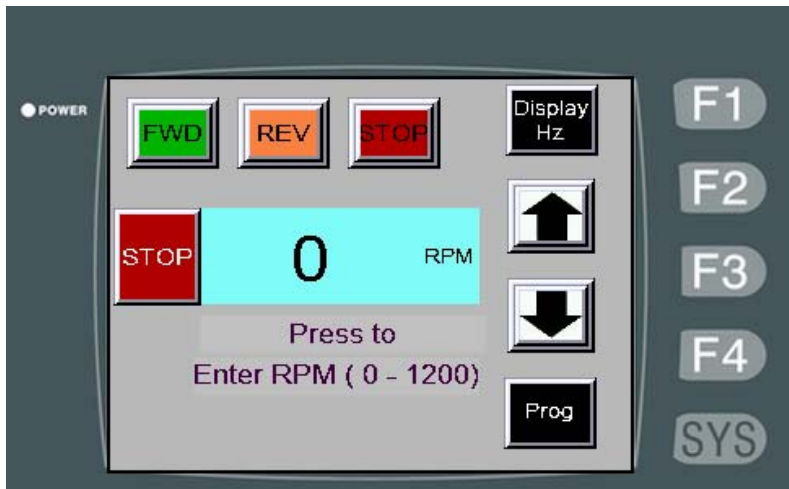 POWER
FWD
REV
STOP
Display
Hz
F1
F2
STOP
0
RPM
F3
Press to
Enter RPM ( 0 - 1200)
F4
Prog
SYS